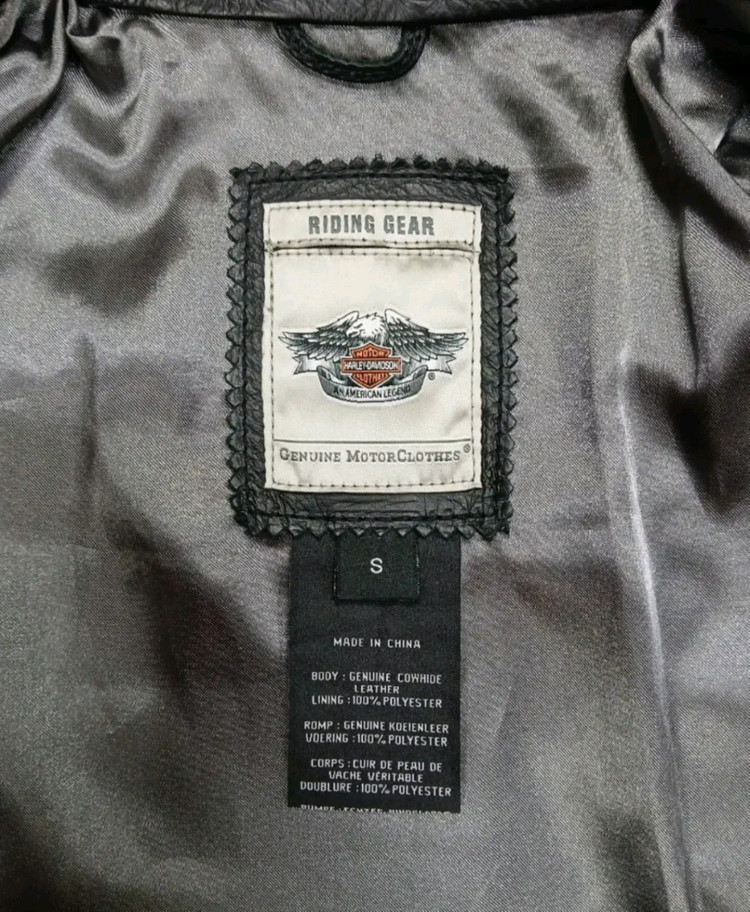 RIDING GEAR
MOTOR
HARLEY-DAVIDSON
CLOTHES
®
AN AMERICAN LEGEND
GENUINE MOTORCLOTHES®
S
MADE IN CHINA
BODY : GENUINE COWHIDE
LEATHER
LINING : 100% POLYESTER
ROMP : GENUINE KOEIENLEER
VOERING : 100% POLYESTER
CORPS : CUIR DE PEAU DE
VACHE VÉRITABLE
DOUBLURE : 100% POLYESTER